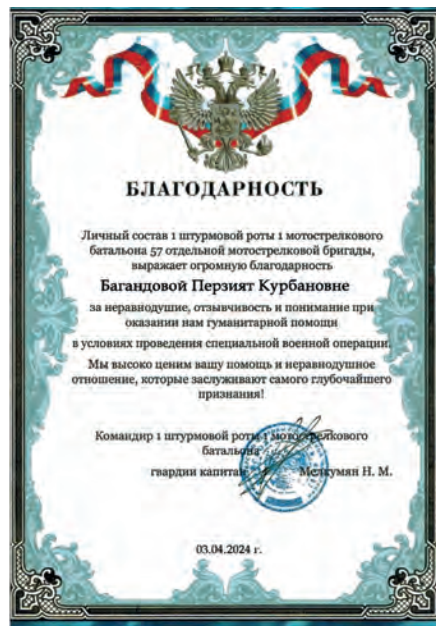 БЛАГОДАРНОСТЬ
Личный состав 1 штурмовой роты 1 мотострелкового
батальона 57 отдельной мотострелковой бригады,
выражает огромную благодарность
Багандовой Перзият Курбановне
за неравнодушие, отзывчивость и понимание при
оказании нам гуманитарной помощи
в условиях проведения специальной военной операции.
Мы высоко ценим вашу помощь и неравнодушное
отношение, которые заслуживают самого глубочайшего
признания!
Командир 1 штурмовой роты 1 мотострелкового
батальона
гвардии капитан Мелкумян Н. М.
03.04.2024 г.